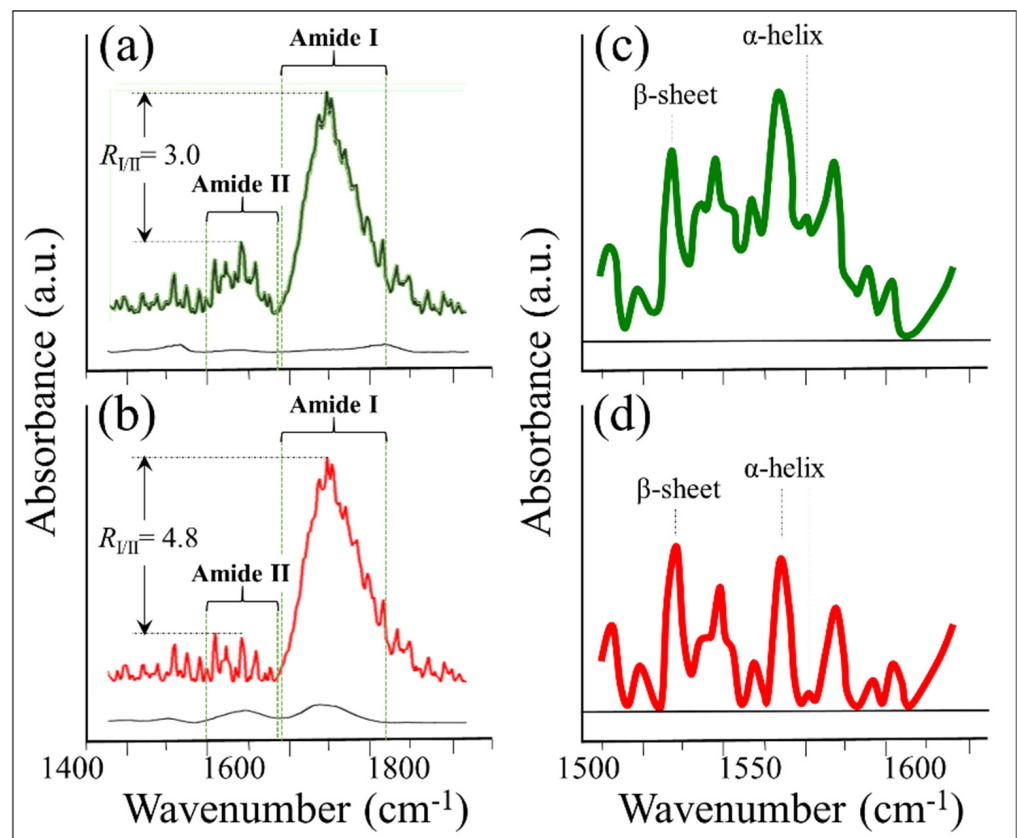 (a)
Amide I
R_I/II = 3.0
Amide II
(b)
Amide I
R_I/II = 4.8
Amide II
Absorbance (a.u.)
1400 1600 1800
Wavenumber (cm⁻¹)
(c)
α-helix
β-sheet
Absorbance (a.u.)
(d)
α-helix
β-sheet
Absorbance (a.u.)
1500 1550 1600
Wavenumber (cm⁻¹)